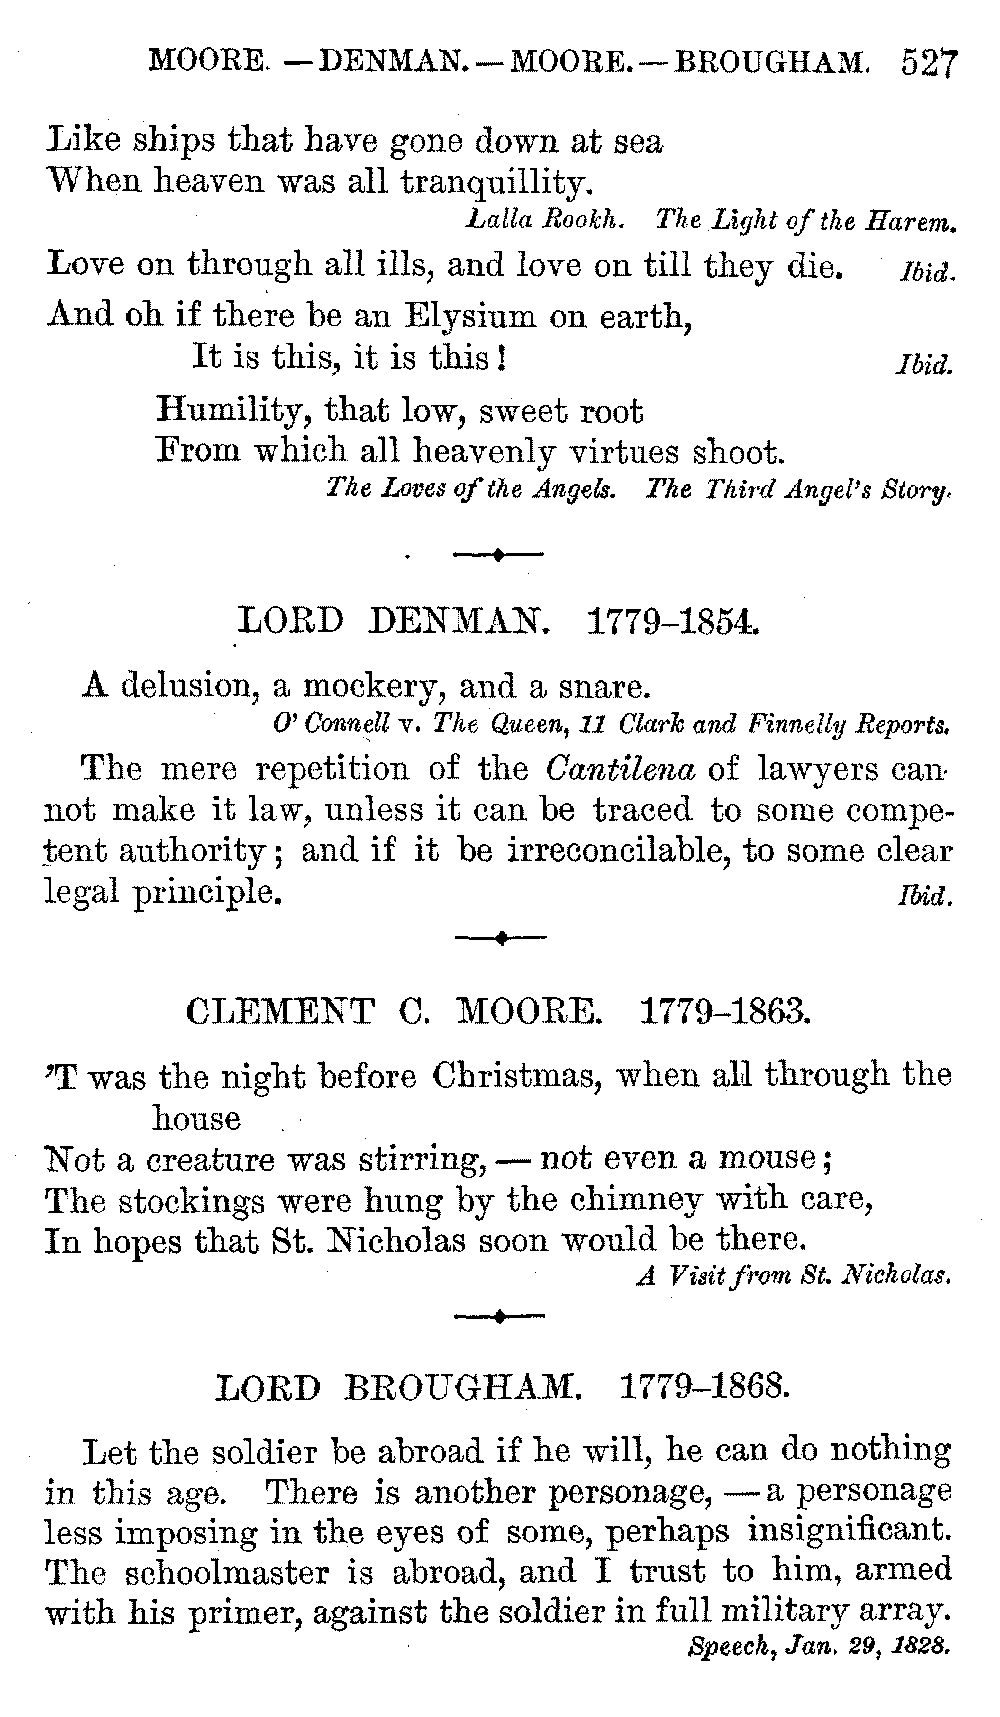 MOORE. — DENMAN. — MOORE. — BROUGHAM. 527
Like ships that have gone down at sea
When heaven was all tranquillity.
Lalla Rookh. The Light of the Harem.
Love on through all ills, and love on till they die. Ibid.
And oh if there be an Elysium on earth,
It is this, it is this!
Ibid.
Humility, that low, sweet root
From which all heavenly virtues shoot.
The Loves of the Angels. The Third Angel's Story.
LORD DENMAN. 1779–1854.
A delusion, a mockery, and a snare.
O'Connell v. The Queen, 11 Clark and Finnelly Reports.
The mere repetition of the Cantilena of lawyers can-
not make it law, unless it can be traced to some compe-
tent authority; and if it be irreconcilable, to some clear
legal principle. Ibid.
CLEMENT C. MOORE. 1779–1863.
'T was the night before Christmas, when all through the
house
Not a creature was stirring, — not even a mouse;
The stockings were hung by the chimney with care,
In hopes that St. Nicholas soon would be there.
A Visit from St. Nicholas.
LORD BROUGHAM. 1779–1868.
Let the soldier be abroad if he will, he can do nothing
in this age. There is another personage, — a personage
less imposing in the eyes of some, perhaps insignificant.
The schoolmaster is abroad, and I trust to him, armed
with his primer, against the soldier in full military array.
Speech, Jan. 29, 1828.